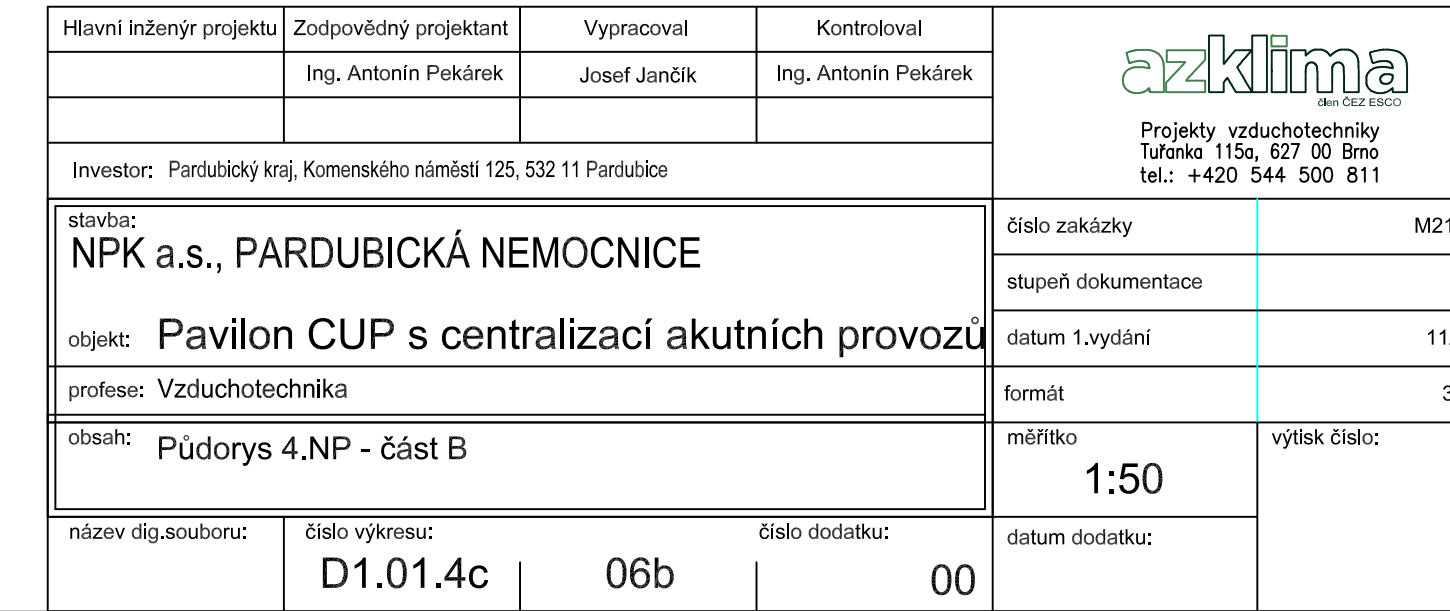 Hlavní inženýr projektu Zodpovědný projektant Vypracoval Kontroloval
Ing. Antonín Pekárek Josef Jančík Ing. Antonín Pekárek
azklima
člen ČEZ ESCO
Projekty vzduchotechniky
Tuřanka 115a, 627 00 Brno
tel.: +420 544 500 811
Investor: Pardubický kraj, Komenského náměstí 125, 532 11 Pardubice
stavba:
NPK a.s., PARDUBICKÁ NEMOCNICE
objekt: Pavilon CUP s centralizací akutních provozů
profese: Vzduchotechnika
obsah: Půdorys 4.NP - část B
číslo zakázky M21
stupeň dokumentace
datum 1.vydání 11
formát 3
měřítko
1:50
výtisk číslo:
název dig.souboru: číslo výkresu: číslo dodatku:
D1.01.4c 06b 00
datum dodatku: